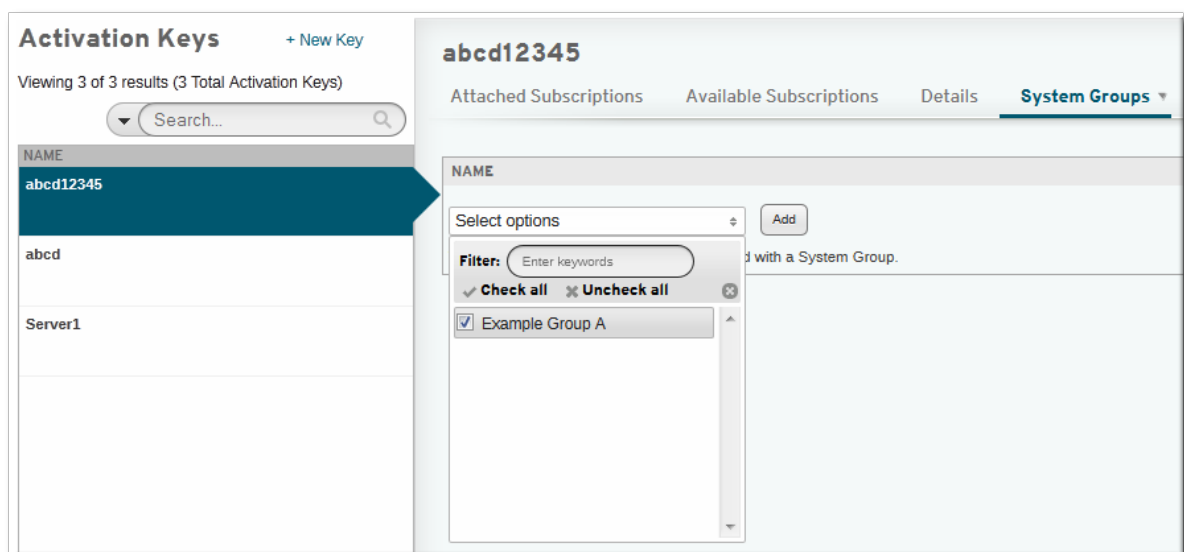 Activation Keys
+ New Key
Viewing 3 of 3 results (3 Total Activation Keys)
Search...
NAME
abcd12345
abcd
Server1
abcd12345
Attached Subscriptions Available Subscriptions Details System Groups
NAME
Select options Add
with a System Group.
Filter: Enter keywords
Check all Uncheck all
Example Group A